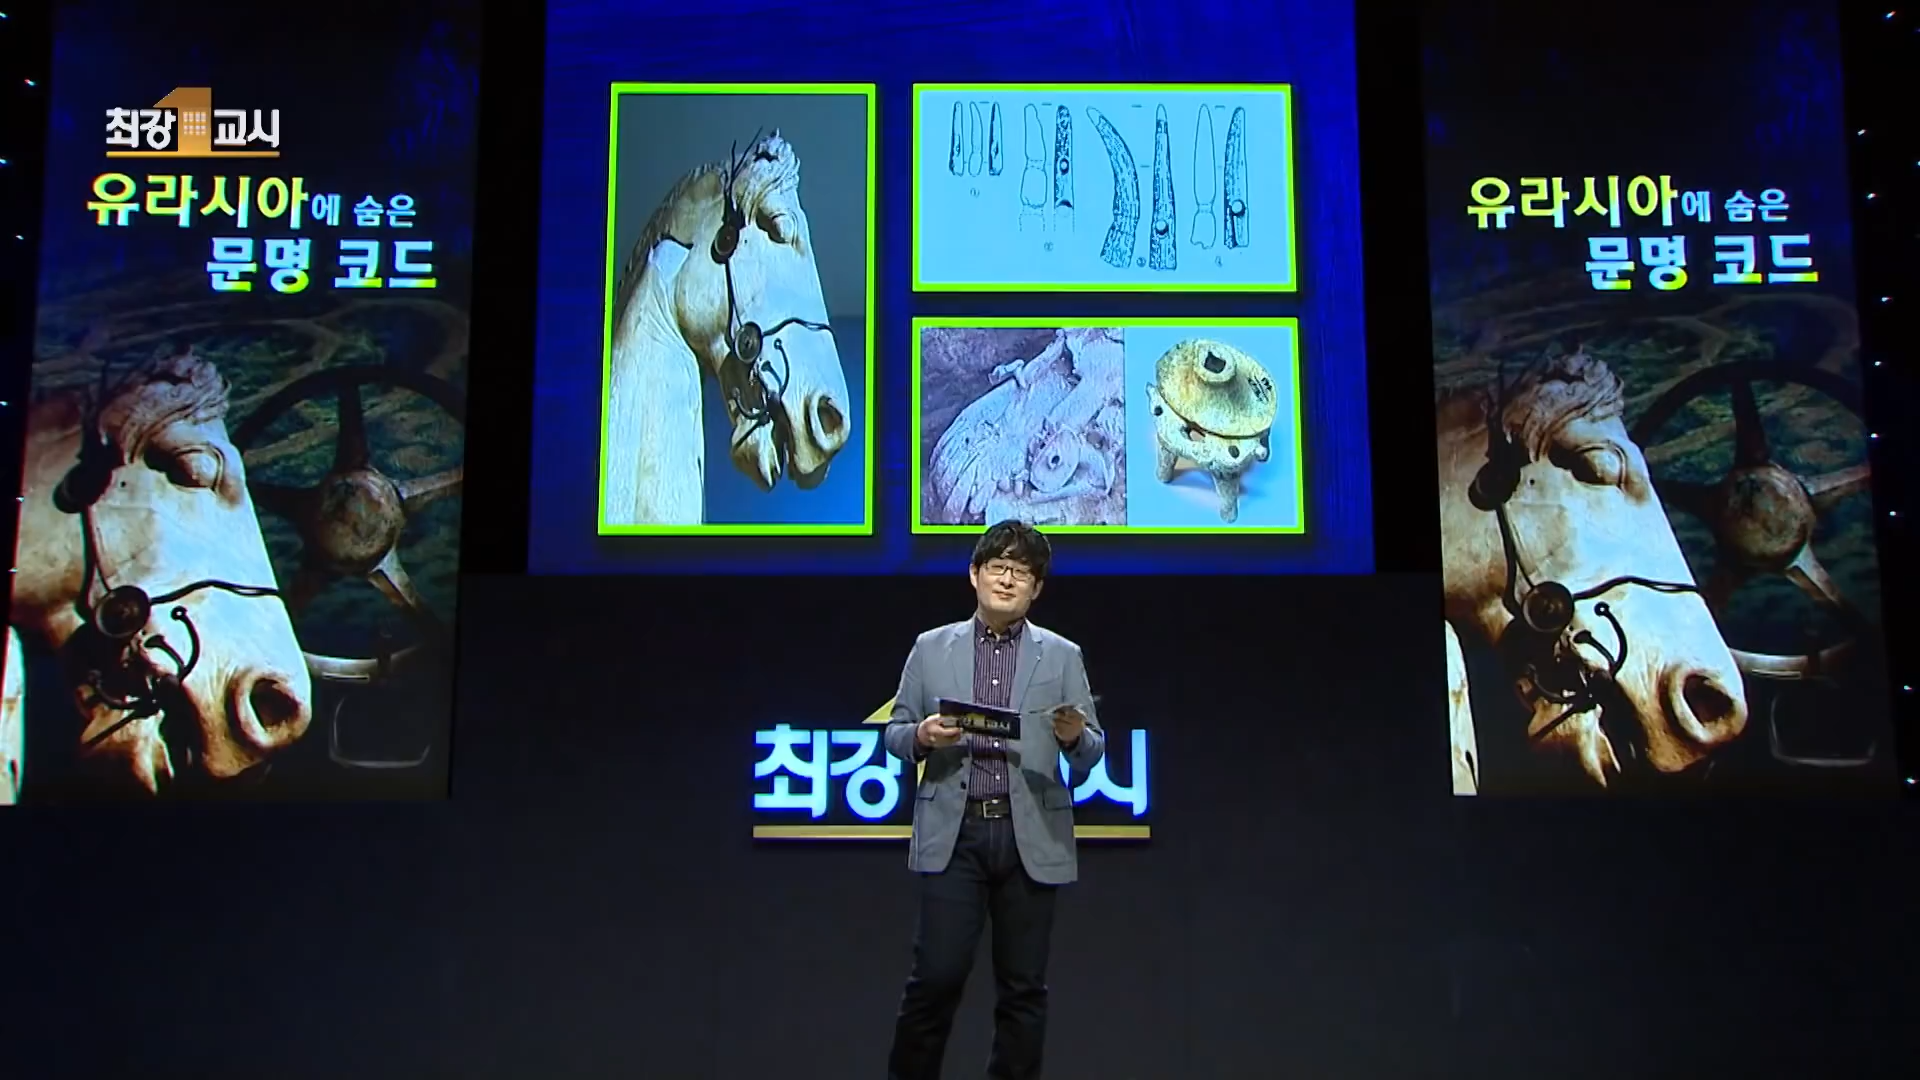 최강1교시
유라시아에 숨은
문명 코드
유라시아에 숨은
문명 코드
최강 교시